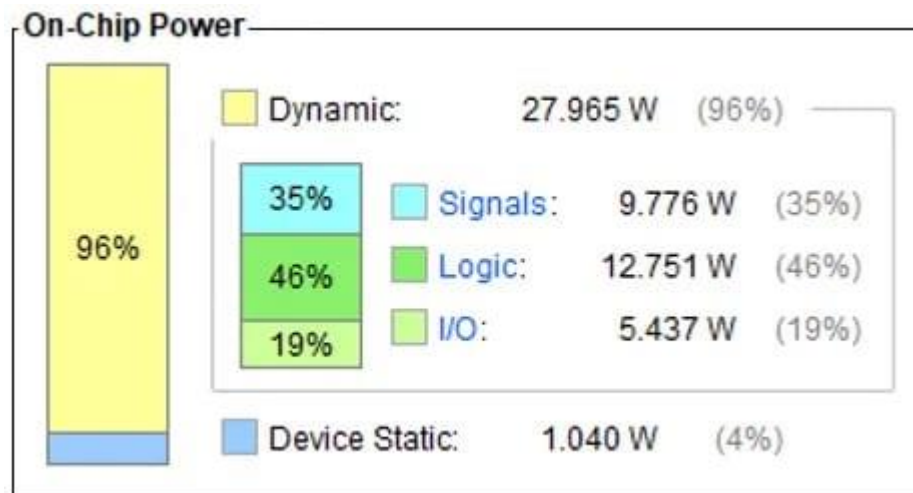 On-Chip Power
Dynamic: 27.965 W (96%)
96%
35% Signals: 9.776 W (35%)
46% Logic: 12.751 W (46%)
19% I/O: 5.437 W (19%)
Device Static: 1.040 W (4%)